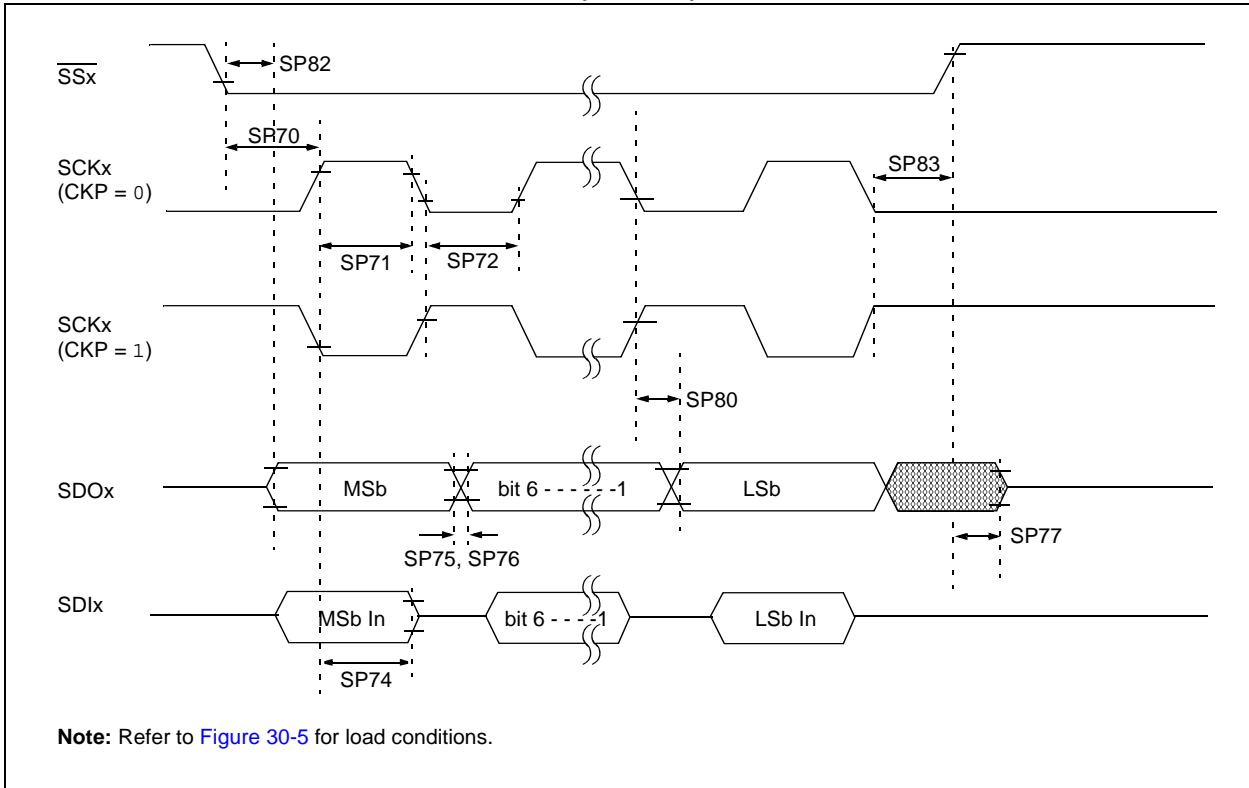 SSx
SP82
SP70
SCKx
(CKP = 0)
SP83
SP71
SP72
SCKx
(CKP = 1)
SP80
SDOx
MSb
bit 6 - - - - - -1
LSb
SP75, SP76
SP77
SDIx
MSb In
bit 6 - - - -1
LSb In
SP74
Note: Refer to Figure 30-5 for load conditions.